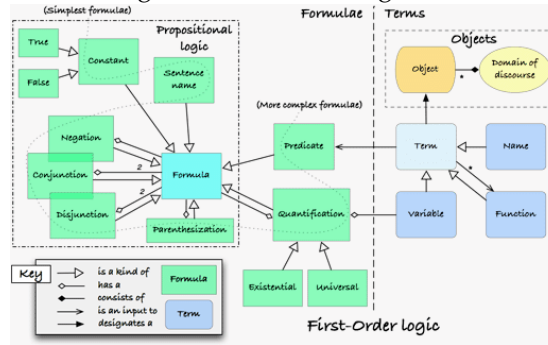 (Simplest formulae)
Propositional
logic
Formulae
Terms
True
False
Constant
Sentence
name
Objects
Object
*
Domain of
discourse
(More complex formulae)
Negation
Conjunction
2
Disjunction
2
Formula
Parenthesization
Predicate
Quantification
Term
*
Name
Variable
Function
Existential
Universal
Key
is a kind of
has a
consists of
is an input to
designates a
Formula
Term
First-Order logic